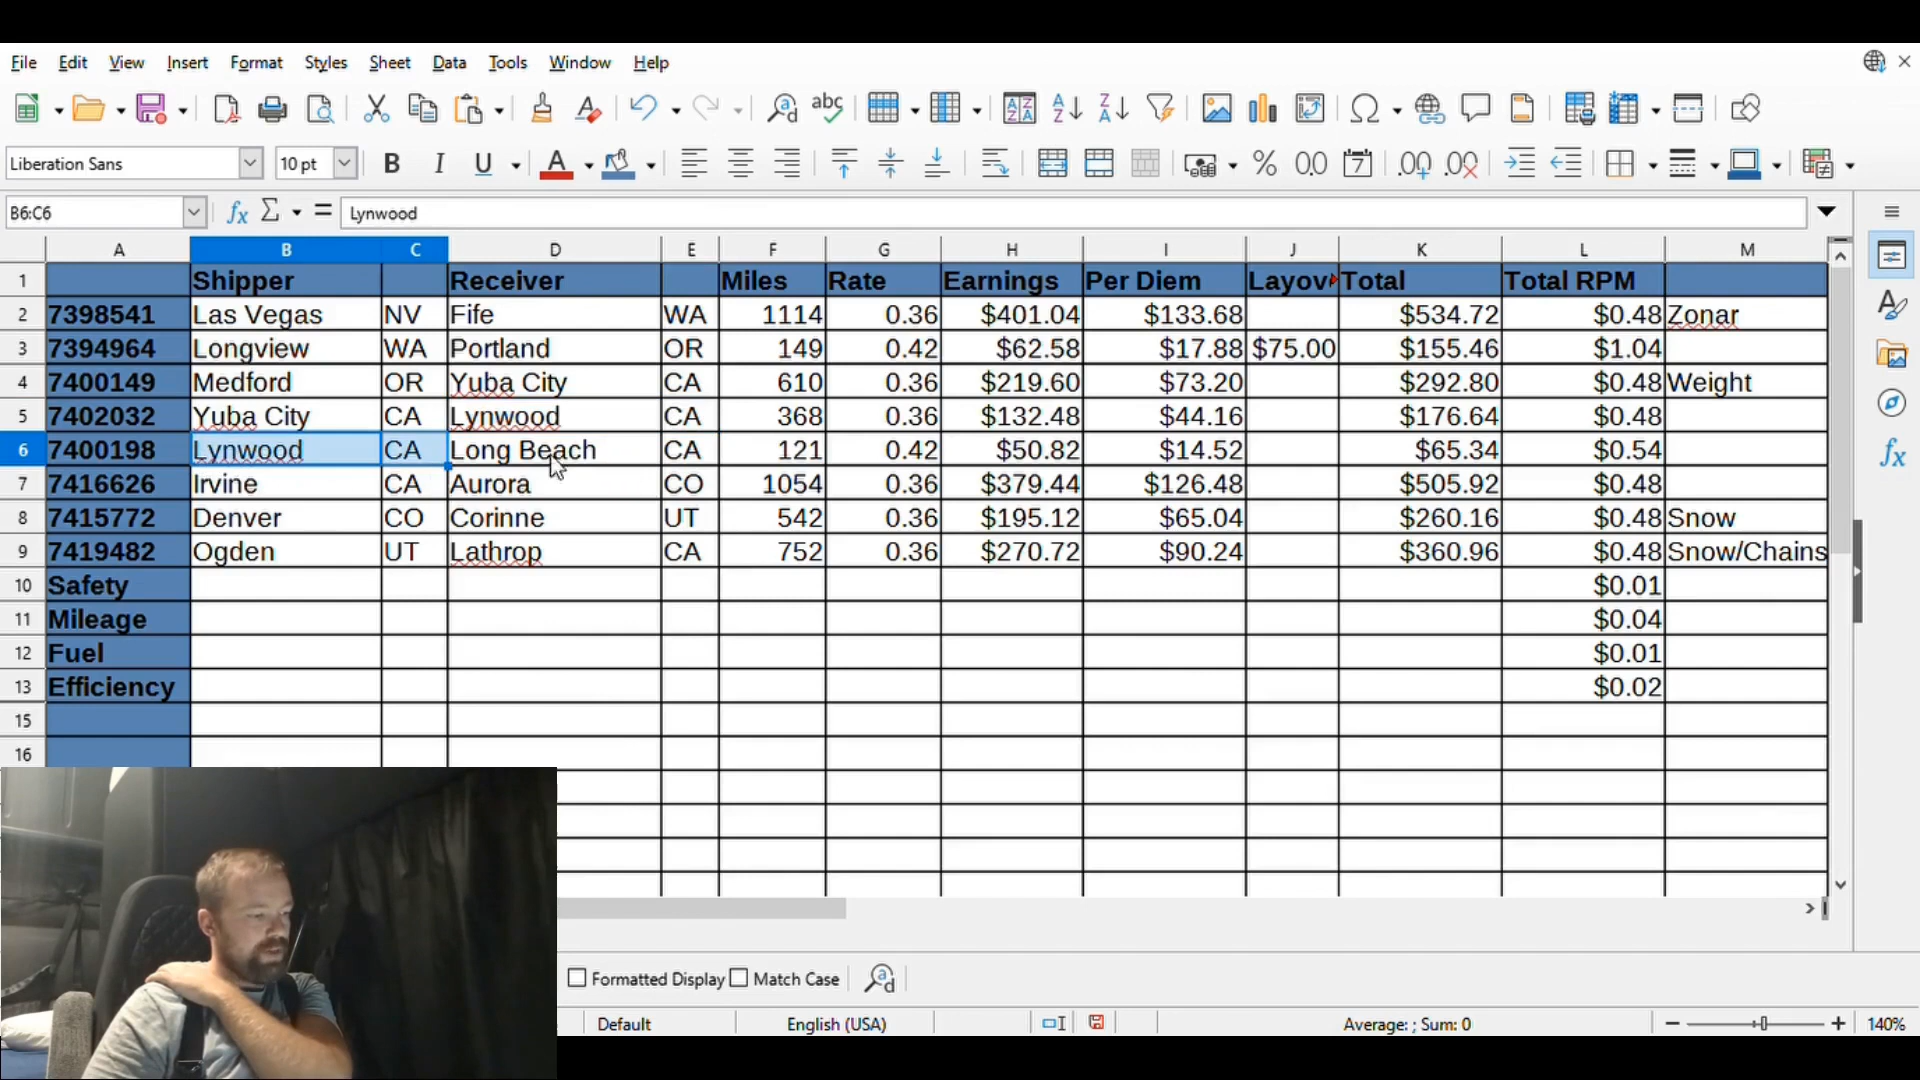 File Edit View Insert Format Styles Sheet Data Tools Window Help
Liberation Sans 10 pt B I U
B6:C6 Lynwood
A B C D E F G H I J K L M
1 Shipper Receiver Miles Rate Earnings Per Diem Layov Total Total RPM
2 7398541 Las Vegas NV Fife WA 1114 0.36 $401.04 $133.68 $534.72 $0.48 Zonar
3 7394964 Longview WA Portland OR 149 0.42 $62.58 $17.88 $75.00 $155.46 $1.04
4 7400149 Medford OR Yuba City CA 610 0.36 $219.60 $73.20 $292.80 $0.48 Weight
5 7402032 Yuba City CA Lynwood CA 368 0.36 $132.48 $44.16 $176.64 $0.48
6 7400198 Lynwood CA Long Beach CA 121 0.42 $50.82 $14.52 $65.34 $0.54
7 7416626 Irvine CA Aurora CO 1054 0.36 $379.44 $126.48 $505.92 $0.48
8 7415772 Denver CO Corinne UT 542 0.36 $195.12 $65.04 $260.16 $0.48 Snow
9 7419482 Ogden UT Lathrop CA 752 0.36 $270.72 $90.24 $360.96 $0.48 Snow/Chains
10 Safety $0.01
11 Mileage $0.04
12 Fuel $0.01
13 Efficiency $0.02
15
16
Formatted Display Match Case
Default English (USA) Average: ; Sum: 0 140%